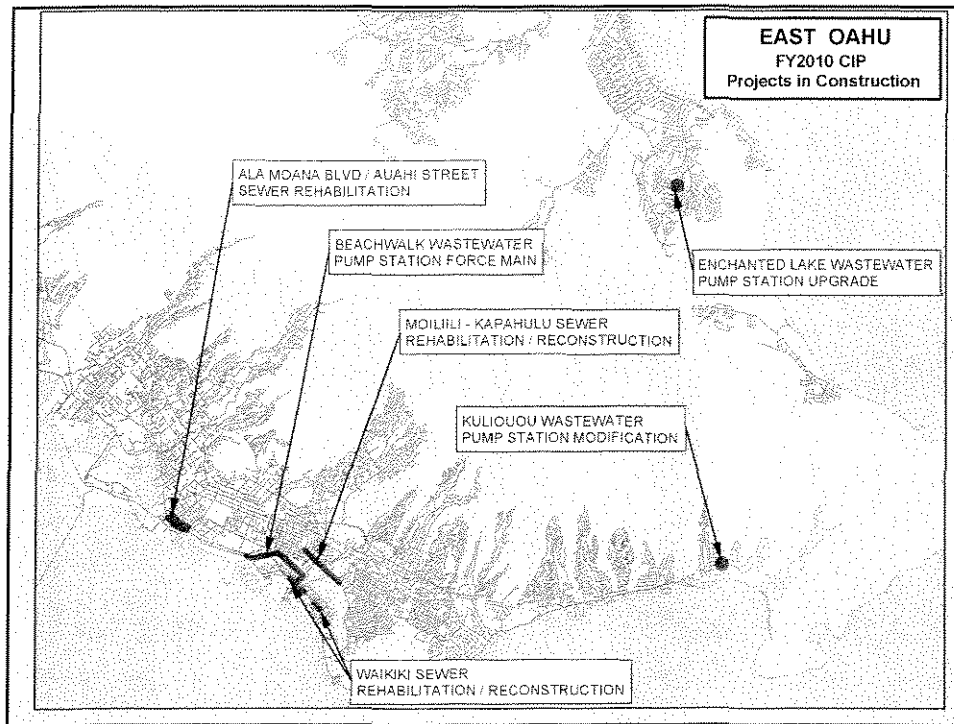 EAST OAHU
FY2010 CIP
Projects in Construction
ALA MOANA BLVD / AUAHI STREET
SEWER REHABILITATION
BEACHWALK WASTEWATER
PUMP STATION FORCE MAIN
ENCHANTED LAKE WASTEWATER
PUMP STATION UPGRADE
MOILIILI - KAPAHULU SEWER
REHABILITATION / RECONSTRUCTION
KULIOUOU WASTEWATER
PUMP STATION MODIFICATION
WAIKIKI SEWER
REHABILITATION / RECONSTRUCTION